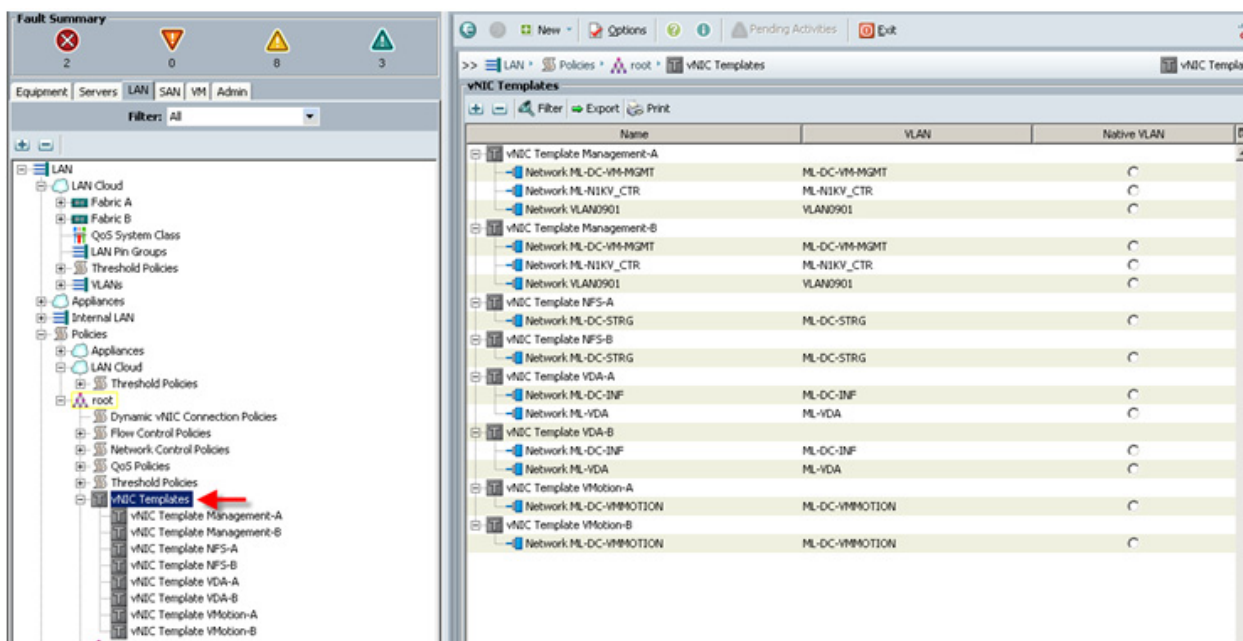 Fault Summary
2 0 8 3
Equipment Servers LAN SAN VM Admin
Filter: All
LAN
LAN Cloud
Fabric A
Fabric B
QoS System Class
LAN Pin Groups
Threshold Policies
VLANs
Appliances
Internal LAN
Policies
Appliances
LAN Cloud
Threshold Policies
root
Dynamic vNIC Connection Policies
Flow Control Policies
Network Control Policies
QoS Policies
Threshold Policies
vNIC Templates
vNIC Template Management-A
vNIC Template Management-B
vNIC Template NFS-A
vNIC Template NFS-B
vNIC Template VDA-A
vNIC Template VDA-B
vNIC Template VMotion-A
vNIC Template VMotion-B
New Options Pending Activities Exit
>> LAN Policies root vNIC Templates vNIC Templa
vNIC Templates
Filter Export Print
Name VLAN Native VLAN
vNIC Template Management-A
Network ML-DC-VM-MGMT ML-DC-VM-MGMT
Network ML-N1KV_CTR ML-N1KV_CTR
Network VLAN0901 VLAN0901
vNIC Template Management-B
Network ML-DC-VM-MGMT ML-DC-VM-MGMT
Network ML-N1KV_CTR ML-N1KV_CTR
Network VLAN0901 VLAN0901
vNIC Template NFS-A
Network ML-DC-STRG ML-DC-STRG
vNIC Template NFS-B
Network ML-DC-STRG ML-DC-STRG
vNIC Template VDA-A
Network ML-DC-INF ML-DC-INF
Network ML-VDA ML-VDA
vNIC Template VDA-B
Network ML-DC-INF ML-DC-INF
Network ML-VDA ML-VDA
vNIC Template VMotion-A
Network ML-DC-VMMOTION ML-DC-VMMOTION
vNIC Template VMotion-B
Network ML-DC-VMMOTION ML-DC-VMMOTION